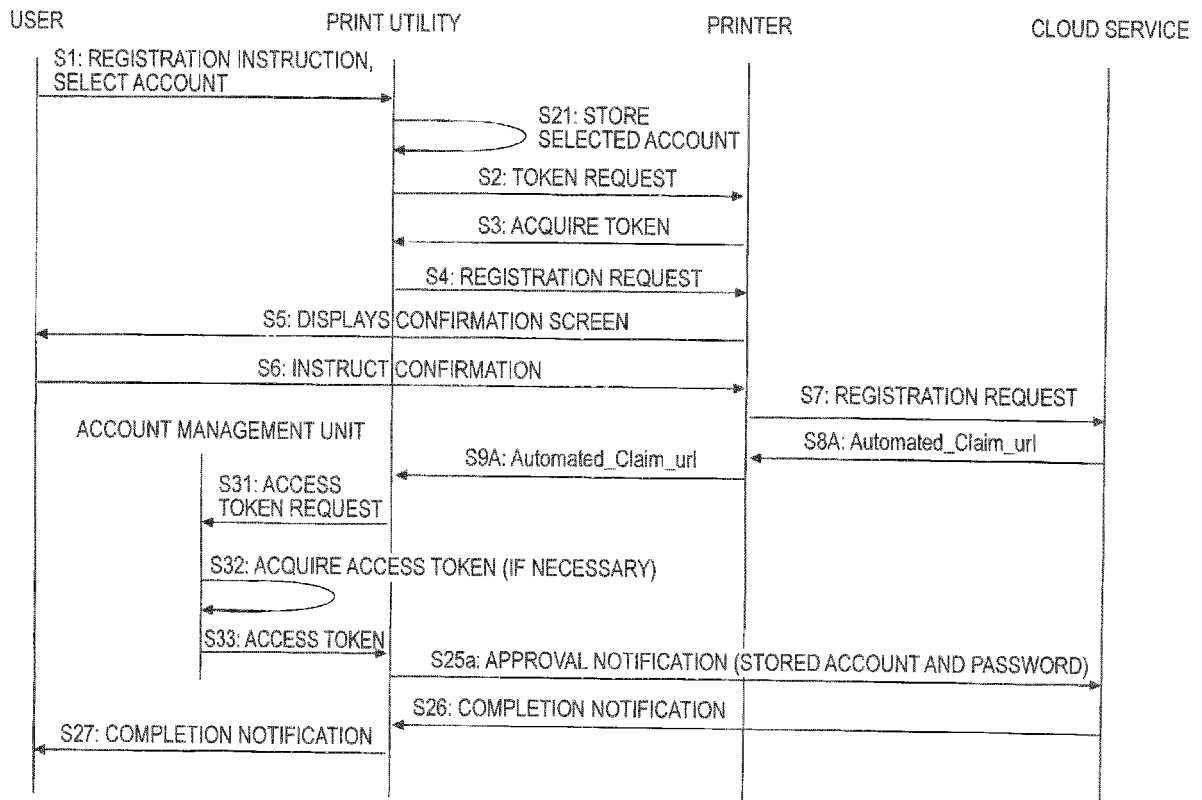 USER
PRINT UTILITY
PRINTER
CLOUD SERVICE
S1: REGISTRATION INSTRUCTION,
SELECT ACCOUNT
S21: STORE
SELECTED ACCOUNT
S2: TOKEN REQUEST
S3: ACQUIRE TOKEN
S4: REGISTRATION REQUEST
S5: DISPLAYS CONFIRMATION SCREEN
S6: INSTRUCT CONFIRMATION
S7: REGISTRATION REQUEST
ACCOUNT MANAGEMENT UNIT
S8A: Automated_Claim_url
S9A: Automated_Claim_url
S31: ACCESS
TOKEN REQUEST
S32: ACQUIRE ACCESS TOKEN (IF NECESSARY)
S33: ACCESS TOKEN
S25a: APPROVAL NOTIFICATION (STORED ACCOUNT AND PASSWORD)
S26: COMPLETION NOTIFICATION
S27: COMPLETION NOTIFICATION